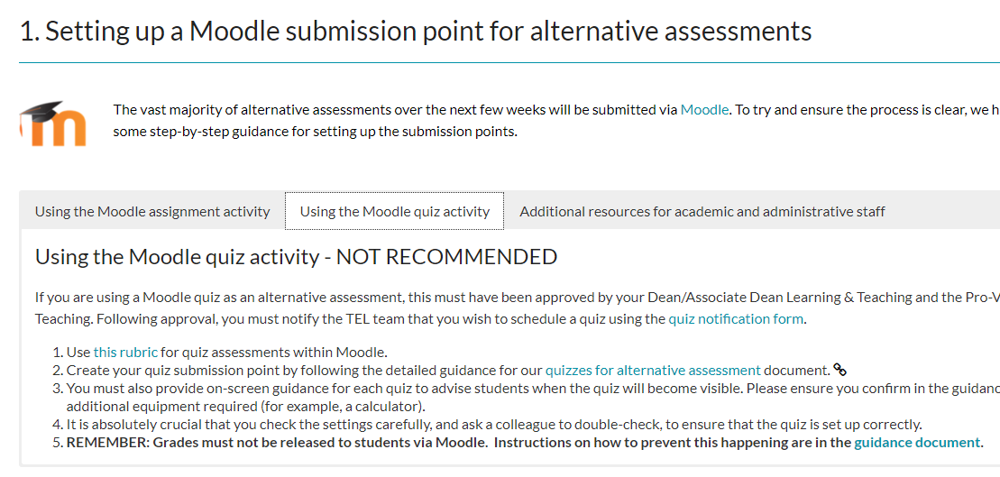 1. Setting up a Moodle submission point for alternative assessments
The vast majority of alternative assessments over the next few weeks will be submitted via Moodle. To try and ensure the process is clear, we
some step-by-step guidance for setting up the submission points.
Using the Moodle assignment activity
Using the Moodle quiz activity
Additional resources for academic and administrative staff
Using the Moodle quiz activity - NOT RECOMMENDED
If you are using a Moodle quiz as an alternative assessment, this must have been approved by your Dean/Associate Dean Learning & Teaching and the
Teaching. Following approval, you must notify the TEL team that you wish to schedule a quiz using the quiz notification form.
1. Use this rubric for quiz assessments within Moodle.
2. Create your quiz submission point by following the detailed guidance for our quizzes for alternative assessment document.
3. You must also provide on-screen guidance for each quiz to advise students when the quiz will become visible. Please ensure you confirm in the
additional equipment required (for example, a calculator).
4. It is absolutely crucial that you check the settings carefully, and ask a colleague to double-check, to ensure that the quiz is set up correctly.
5. REMEMBER: Grades must not be released to students via Moodle. Instructions on how to prevent this happening are in the guidance document.